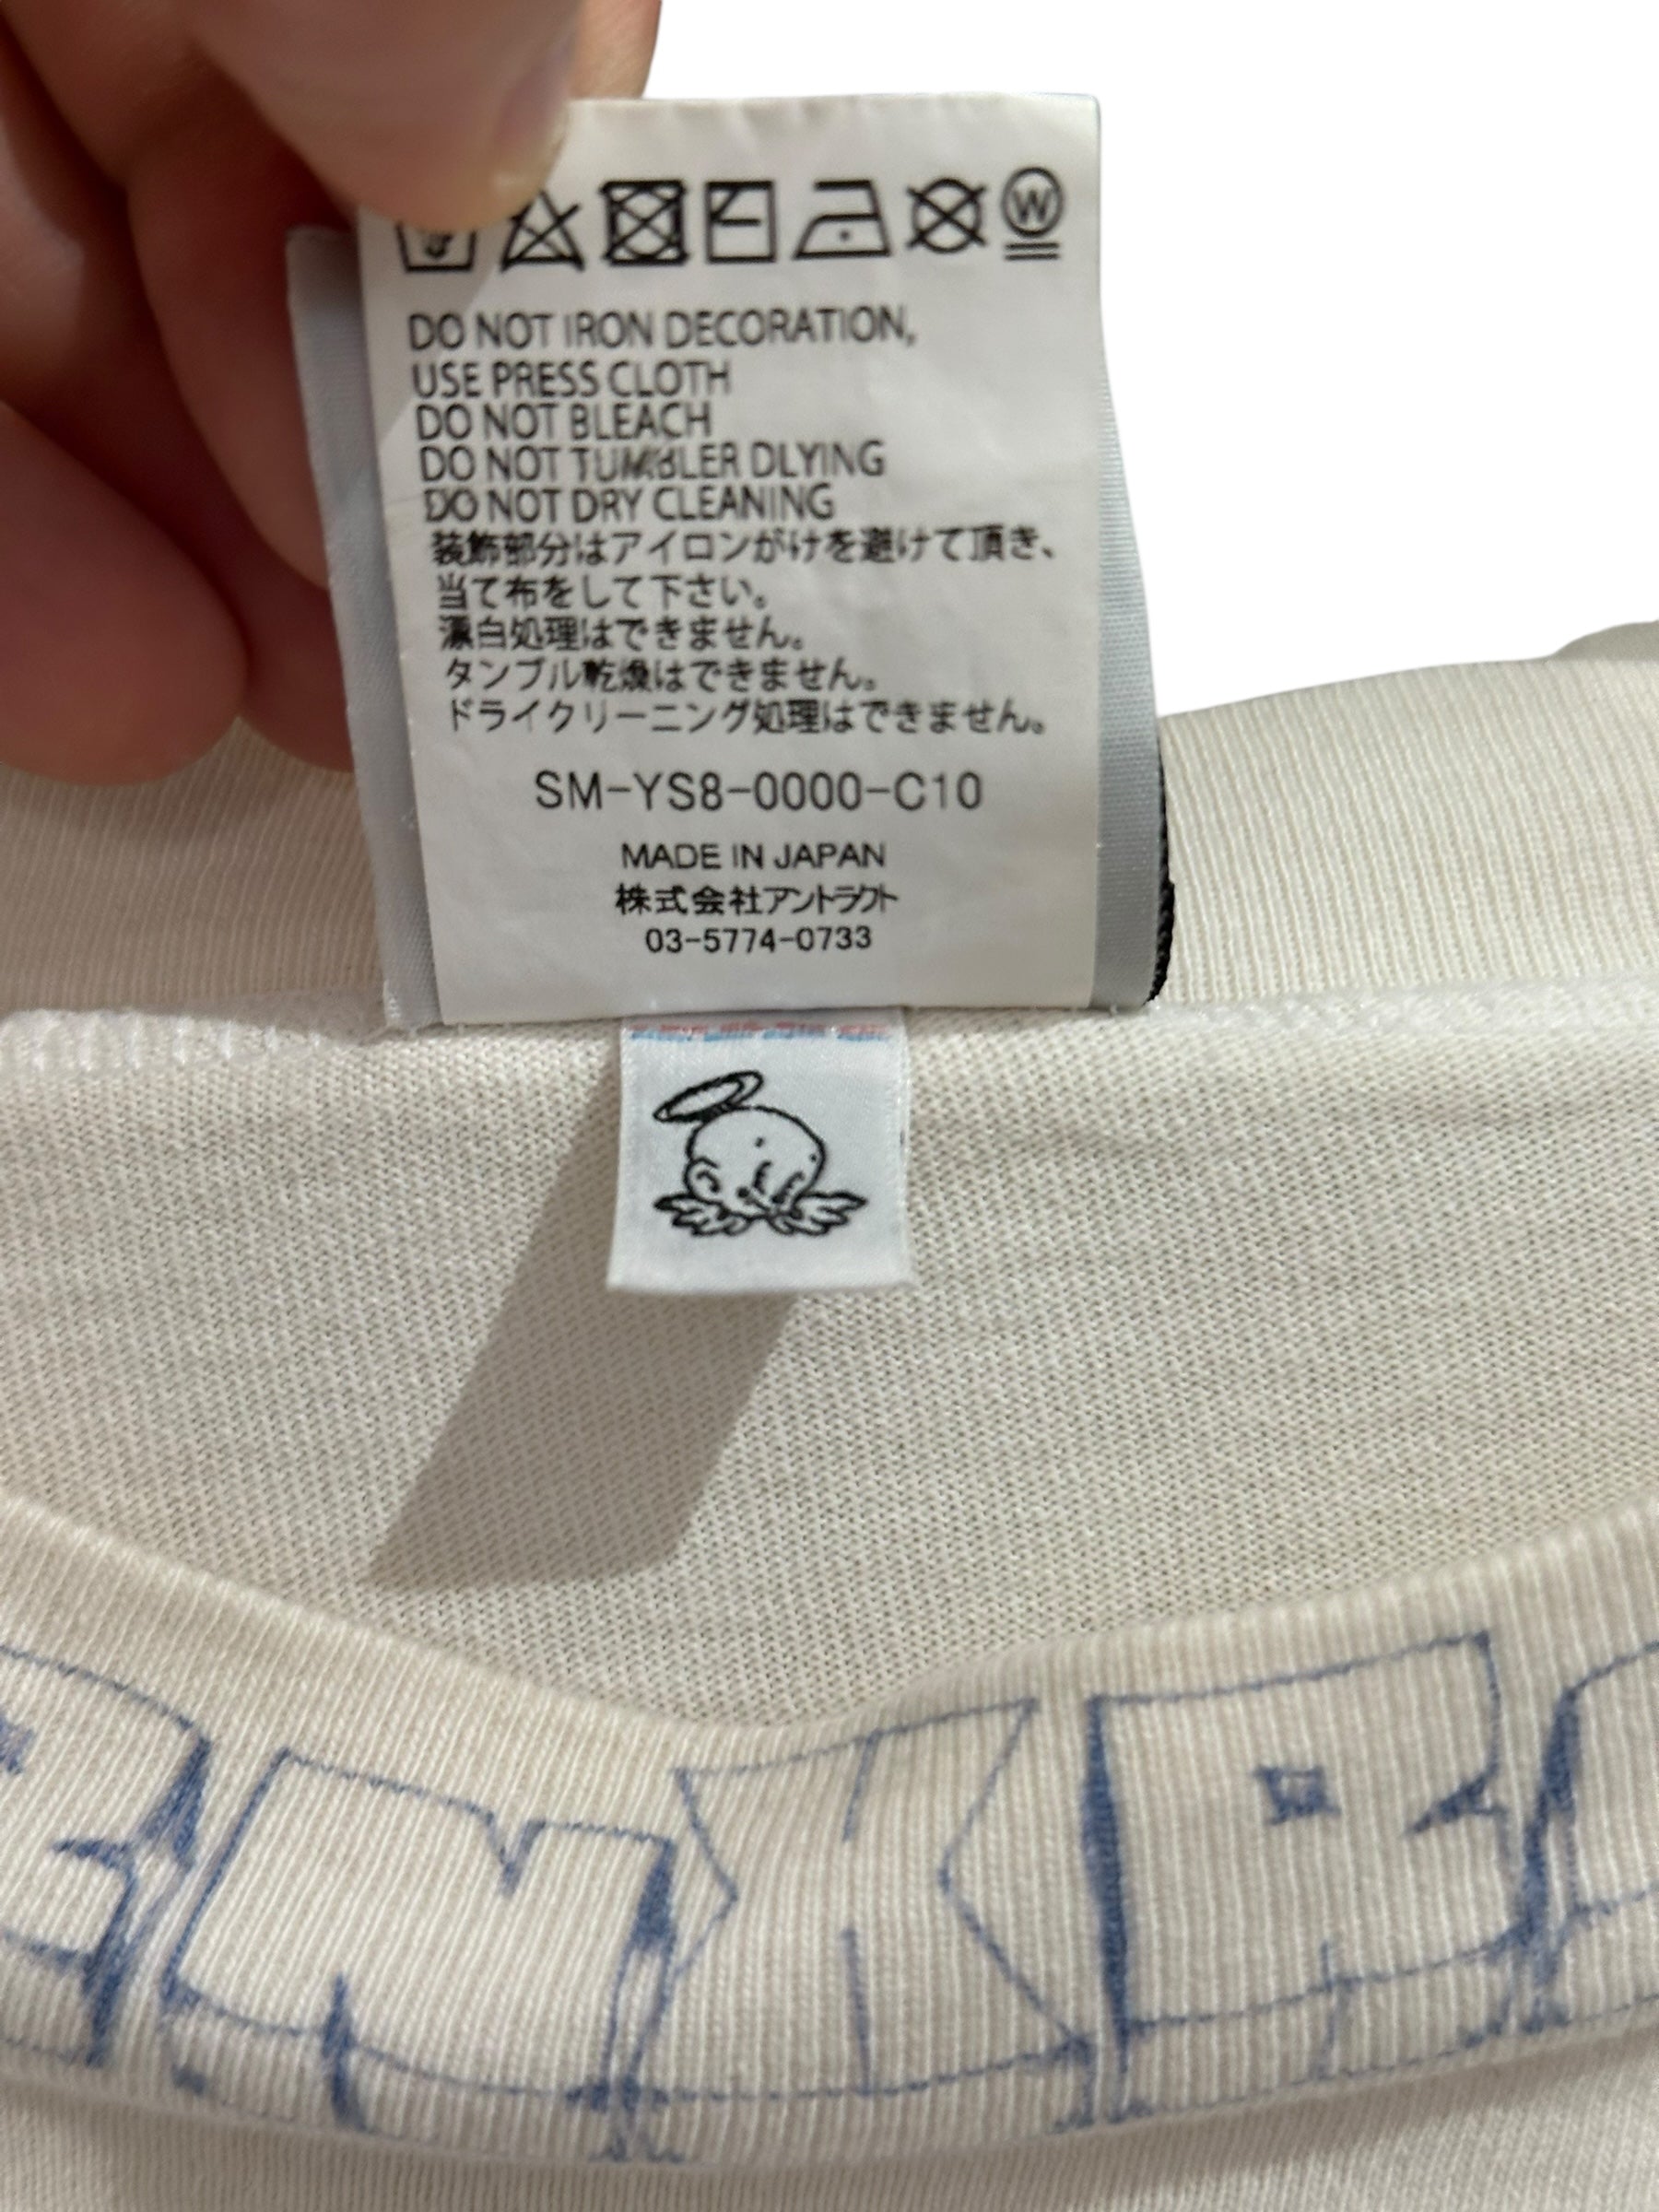 W
DO NOT IRON DECORATION,
USE PRESS CLOTH
DO NOT BLEACH
DO NOT TUMBLER DLYING
DO NOT DRY CLEANING
装飾部分はアイロンがけを避けて頂き、
当て布をして下さい。
漂白処理はできません。
タンブル乾燥はできません。
ドライクリーニング処理はできません。
SM-YS8-0000-C10
MADE IN JAPAN
株式会社アントラクト
03-5774-0733